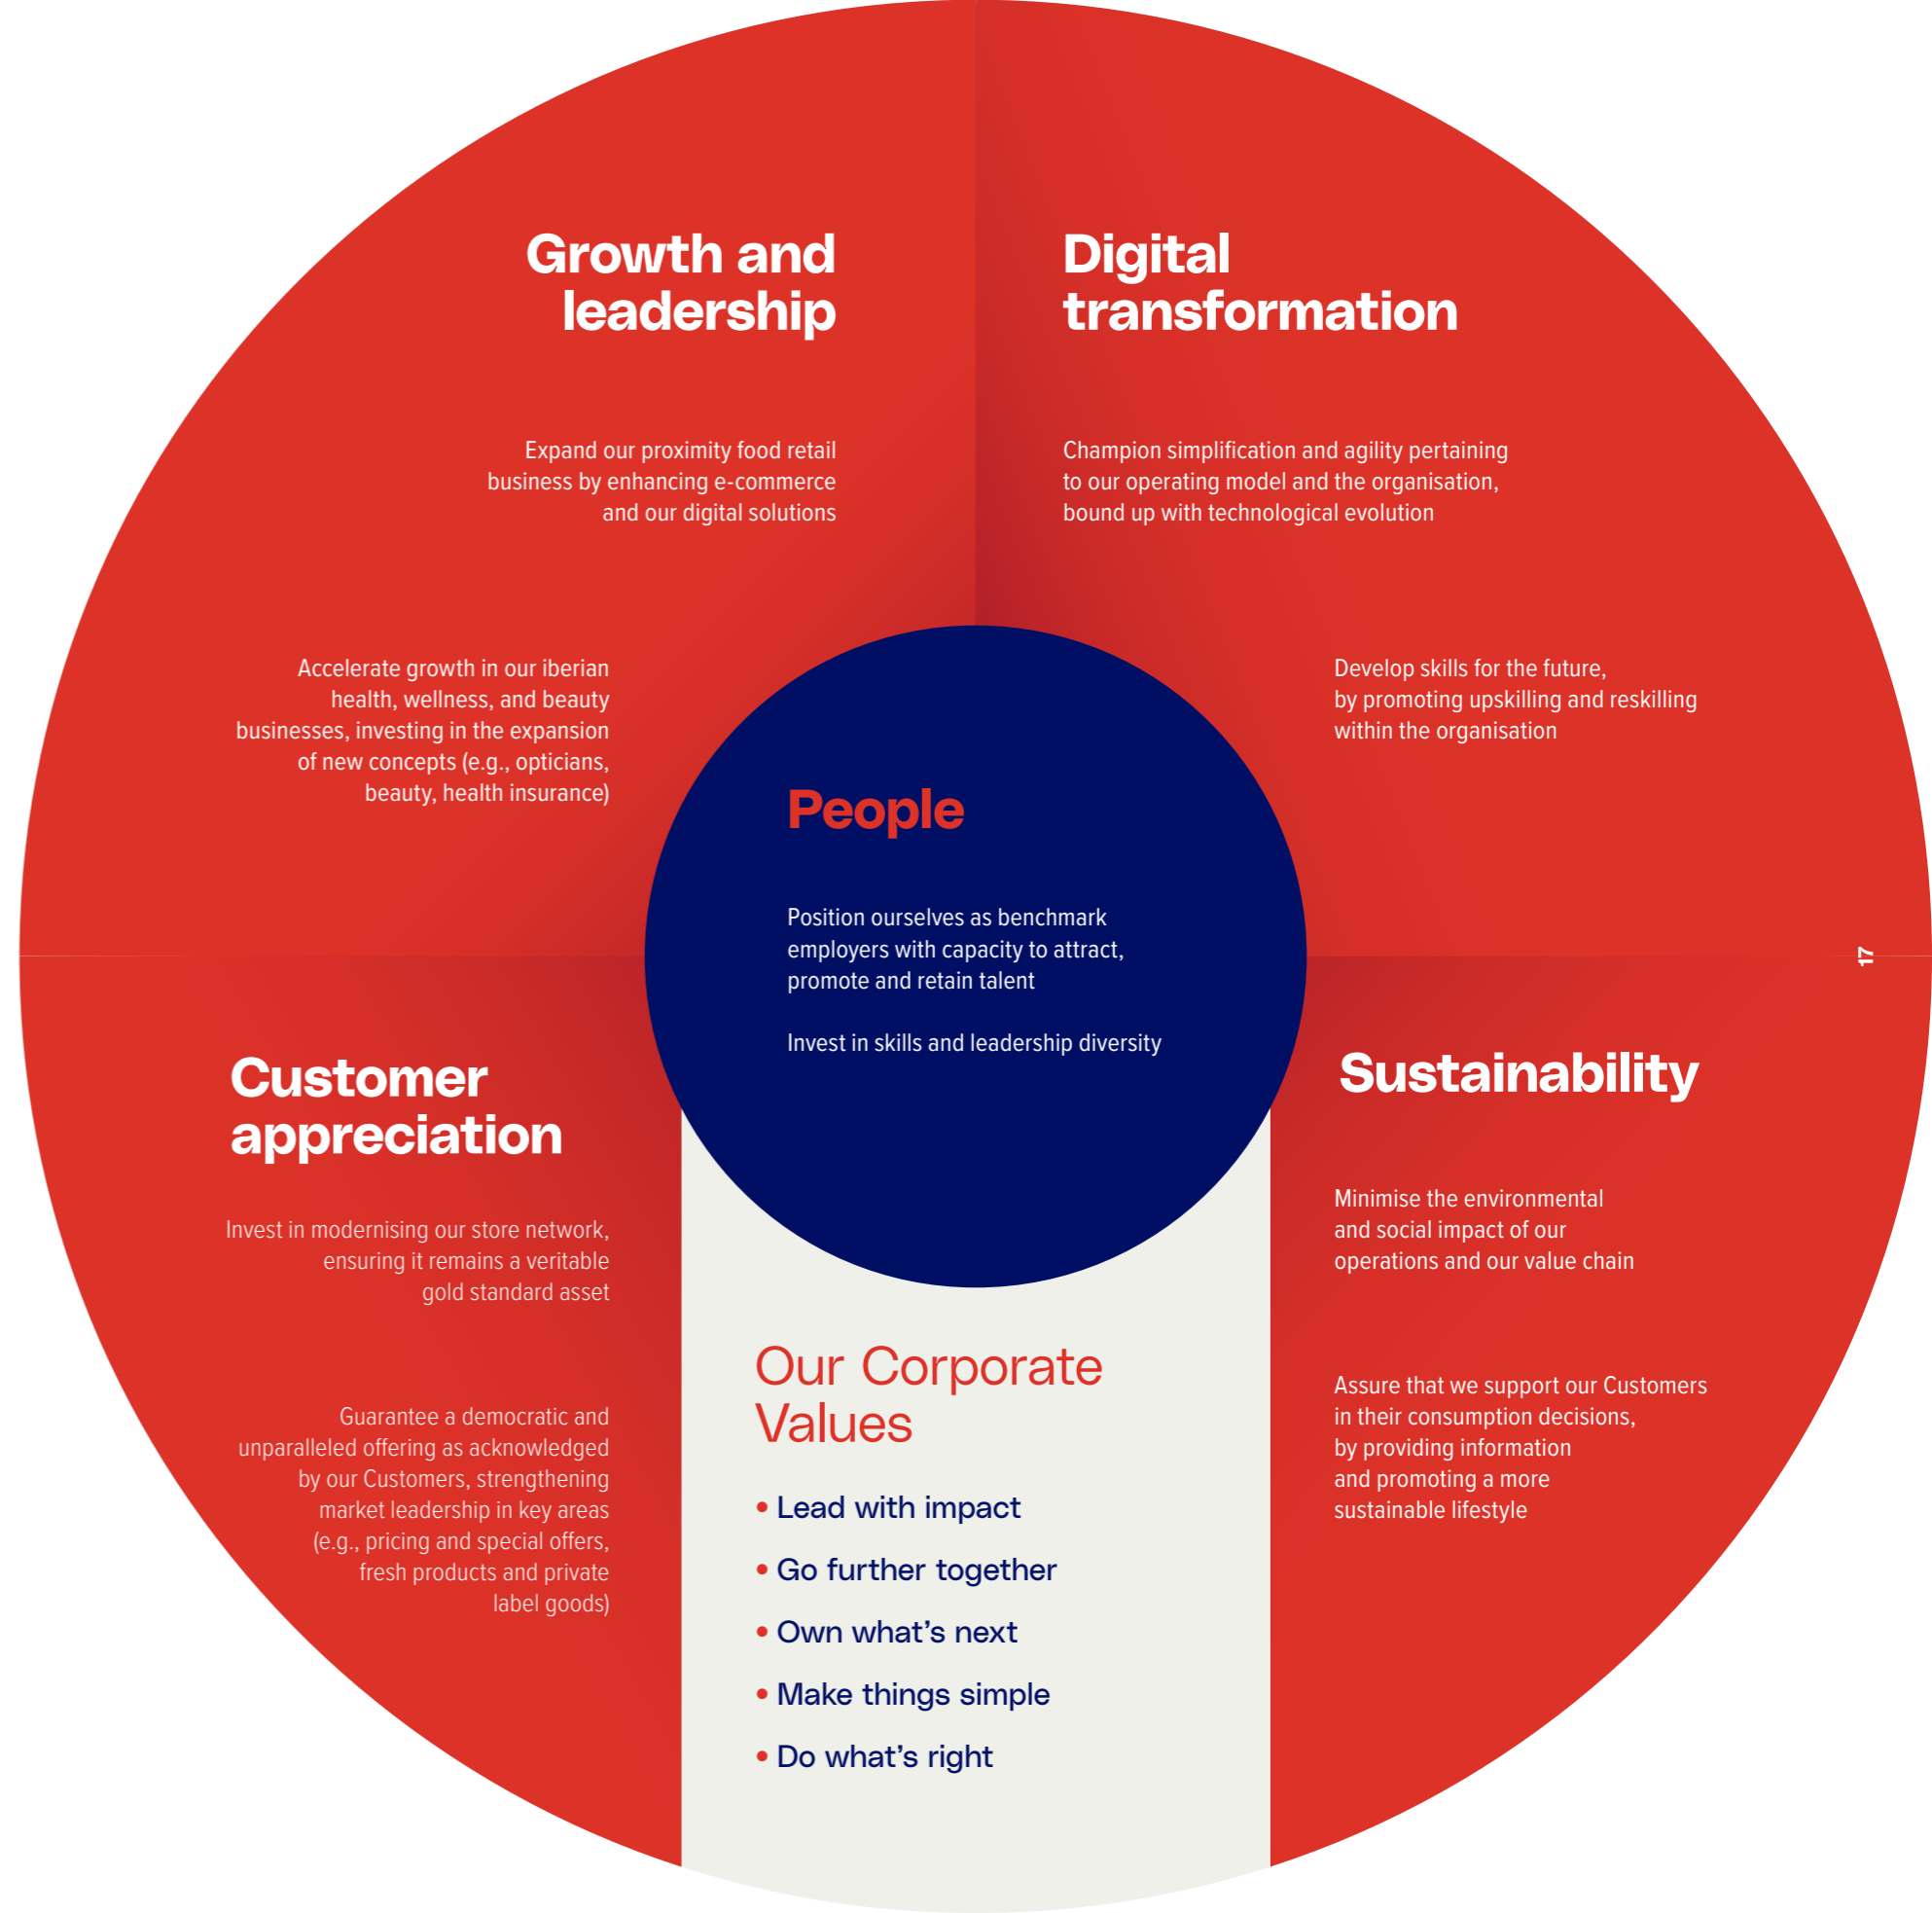 Growth and
leadership
Expand our proximity food retail
business by enhancing e-commerce
and our digital solutions
Accelerate growth in our iberian
health, wellness, and beauty
businesses, investing in the expansion
of new concepts (e.g., opticians,
beauty, health insurance)
Digital
transformation
Champion simplification and agility pertaining
to our operating model and the organisation,
bound up with technological evolution
Develop skills for the future,
by promoting upskilling and reskilling
within the organisation
People
Position ourselves as benchmark
employers with capacity to attract,
promote and retain talent
Invest in skills and leadership diversity
17
Customer
appreciation
Invest in modernising our store network,
ensuring it remains a veritable
gold standard asset
Guarantee a democratic and
unparalleled offering as acknowledged
by our Customers, strengthening
market leadership in key areas
(e.g., pricing and special offers,
fresh products and private
label goods)
Our Corporate
Values
• Lead with impact
• Go further together
• Own what’s next
• Make things simple
• Do what’s right
Sustainability
Minimise the environmental
and social impact of our
operations and our value chain
Assure that we support our Customers
in their consumption decisions,
by providing information
and promoting a more
sustainable lifestyle